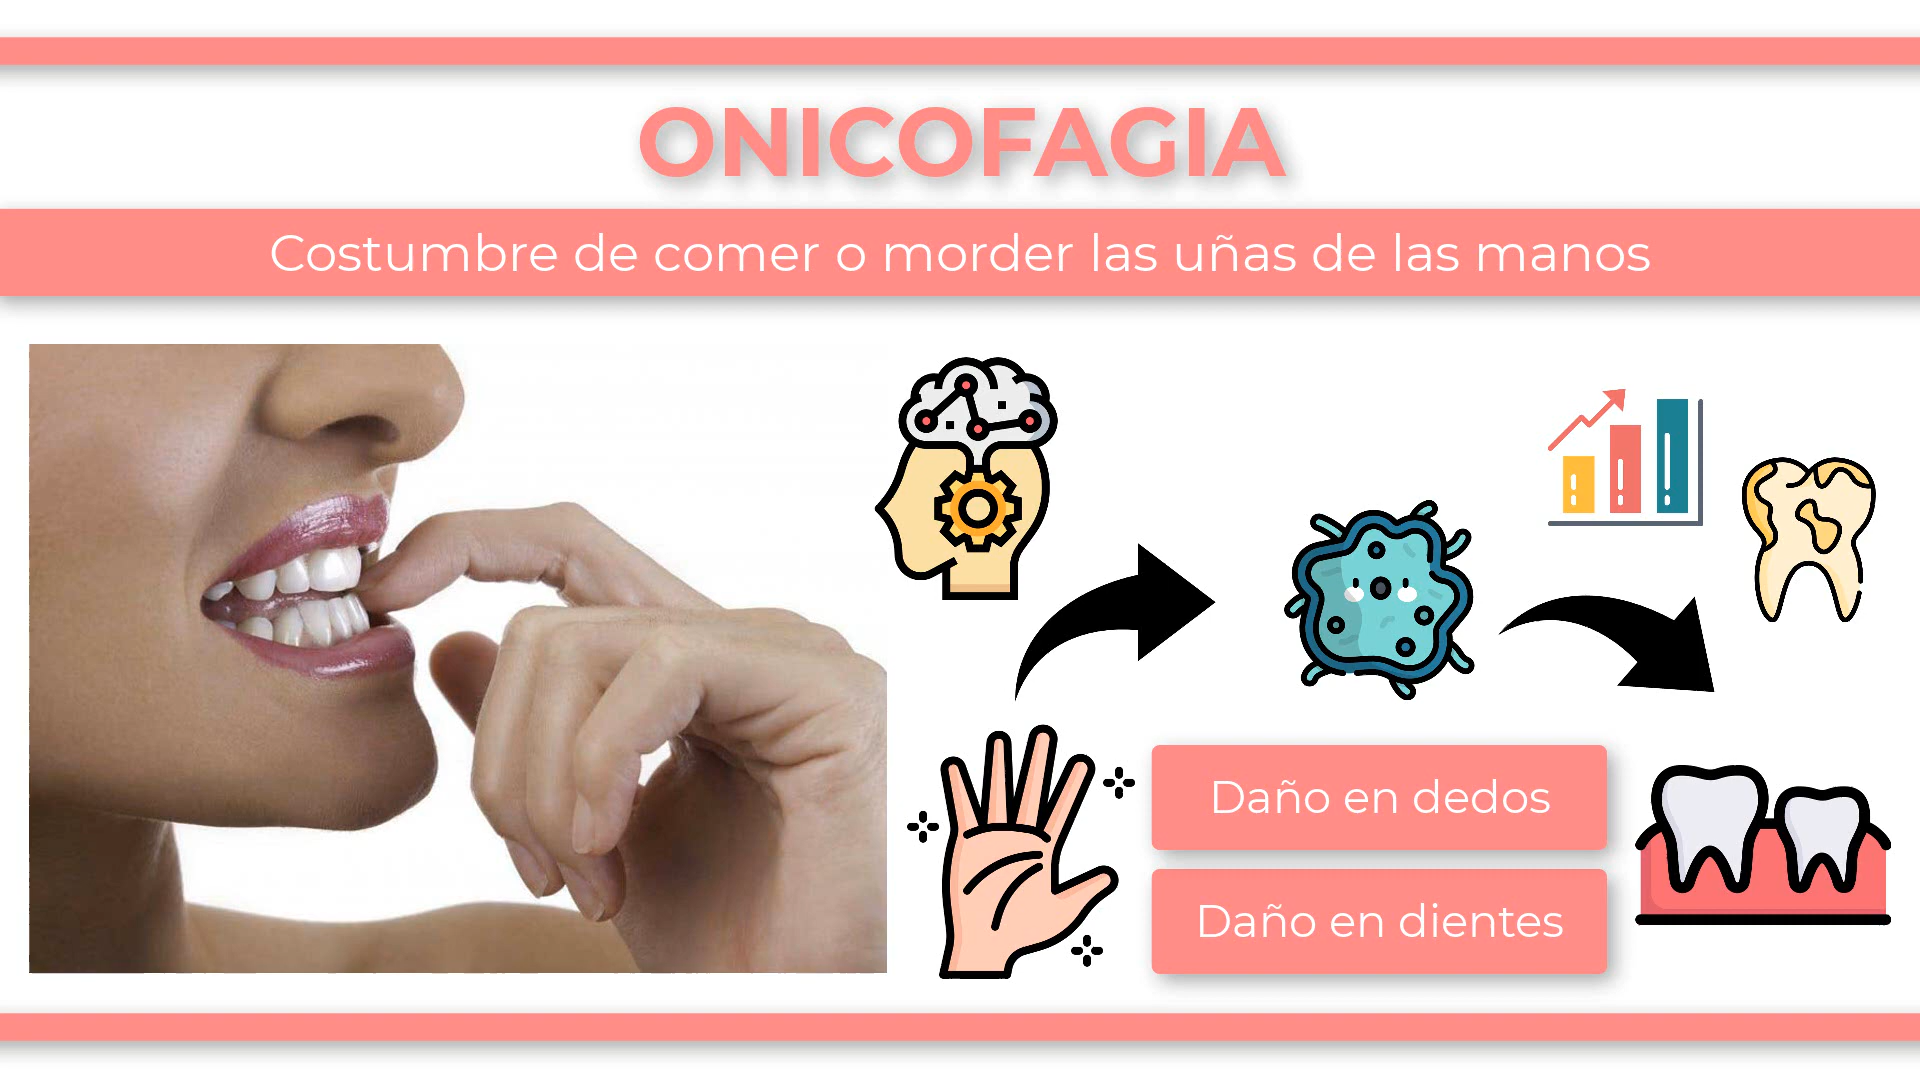 ONICOFAGIA
Costumbre de comer o morder las uñas de las manos
Daño en dedos
Daño en dientes